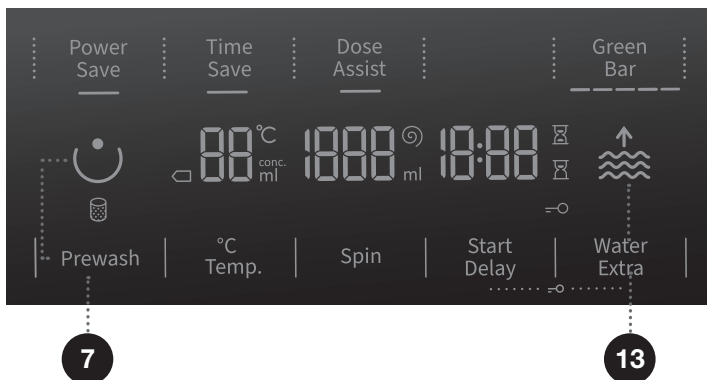 Power Save
Time Save
Dose Assist
Green Bar
88 °C
conc.
ml
1888 ml
18:88
Prewash
°C
Temp.
Spin
Start Delay
Water Extra
7
13